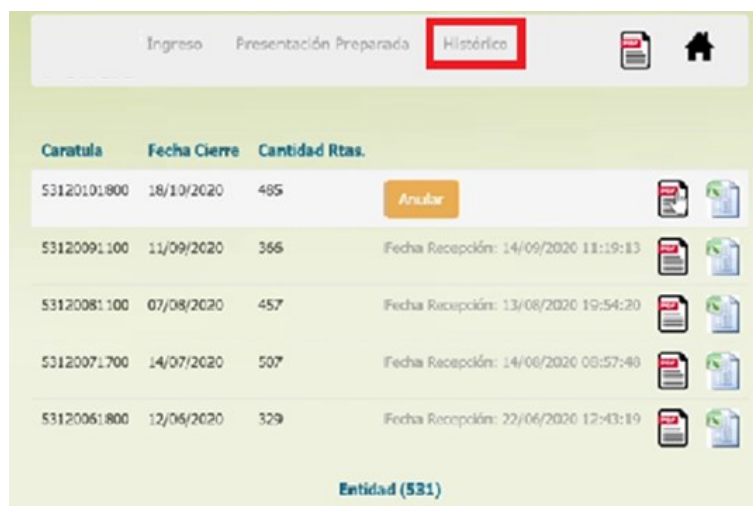 Ingreso Presentación Preparada Histórico
Caratula Fecha Cierre Cantidad Rtas.
53120101800 18/10/2020 485 Anular
53120091100 11/09/2020 366 Fecha Recepción: 14/09/2020 11:19:13
53120081100 07/08/2020 457 Fecha Recepción: 13/08/2020 19:54:20
53120071700 14/07/2020 507 Fecha Recepción: 14/08/2020 08:57:48
53120061800 12/06/2020 329 Fecha Recepción: 22/06/2020 12:43:19
Entidad (531)